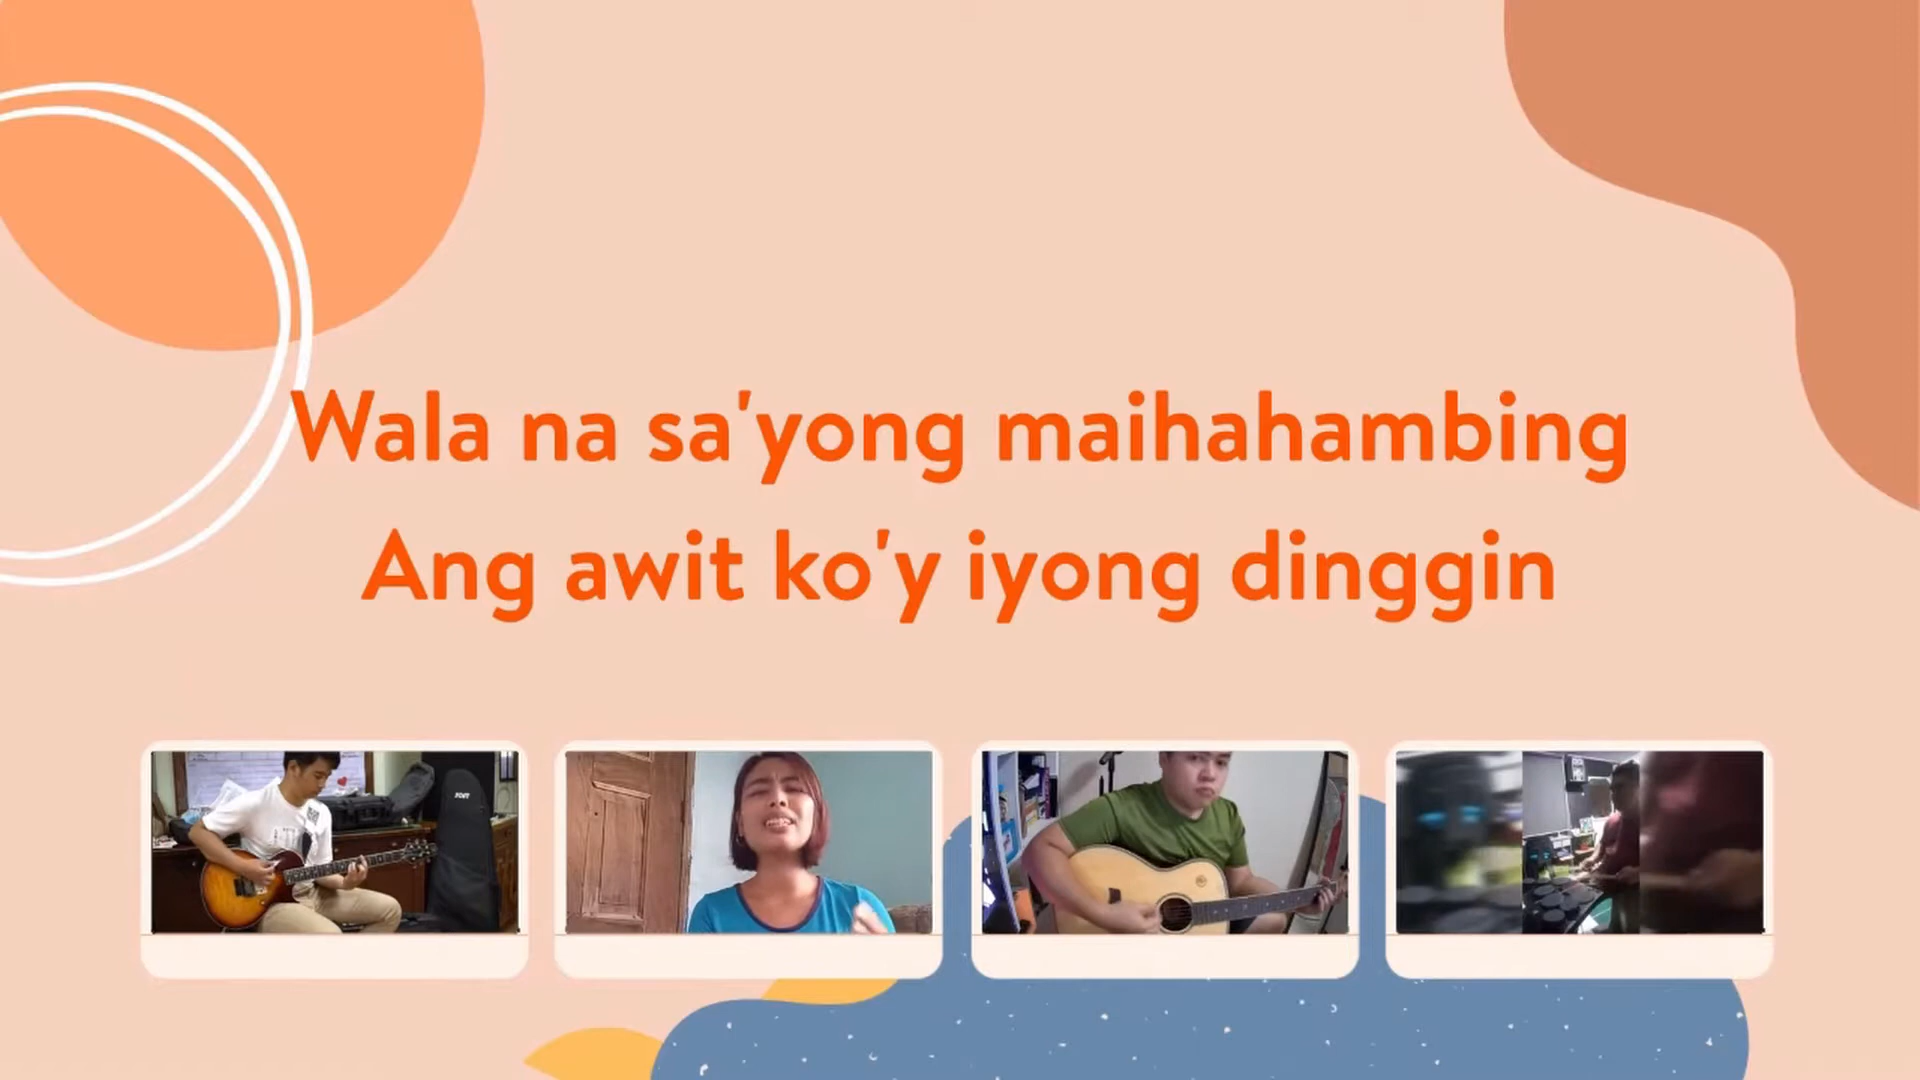 Wala na sa'yong maihahambing
Ang awit ko'y iyong dinggin